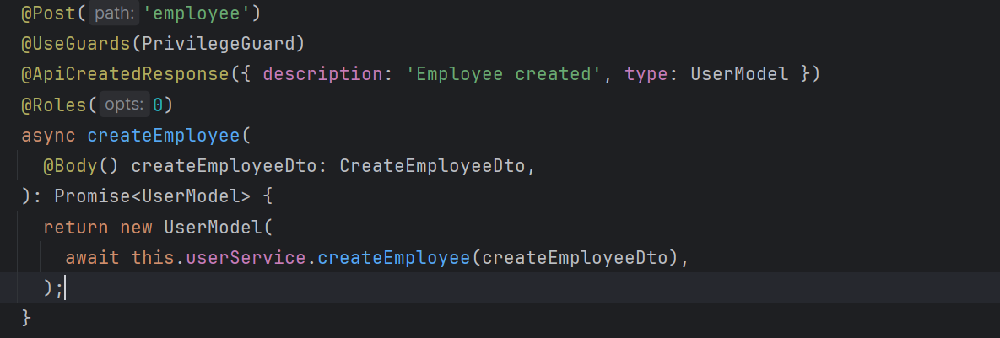 @Post( path: 'employee')
@UseGuards(PrivilegeGuard)
@ApiCreatedResponse({ description: 'Employee created', type: UserModel })
@Roles( opts: 0)
async createEmployee(
  @Body() createEmployeeDto: CreateEmployeeDto,
): Promise<UserModel> {
  return new UserModel(
    await this.userService.createEmployee(createEmployeeDto),
  );
}